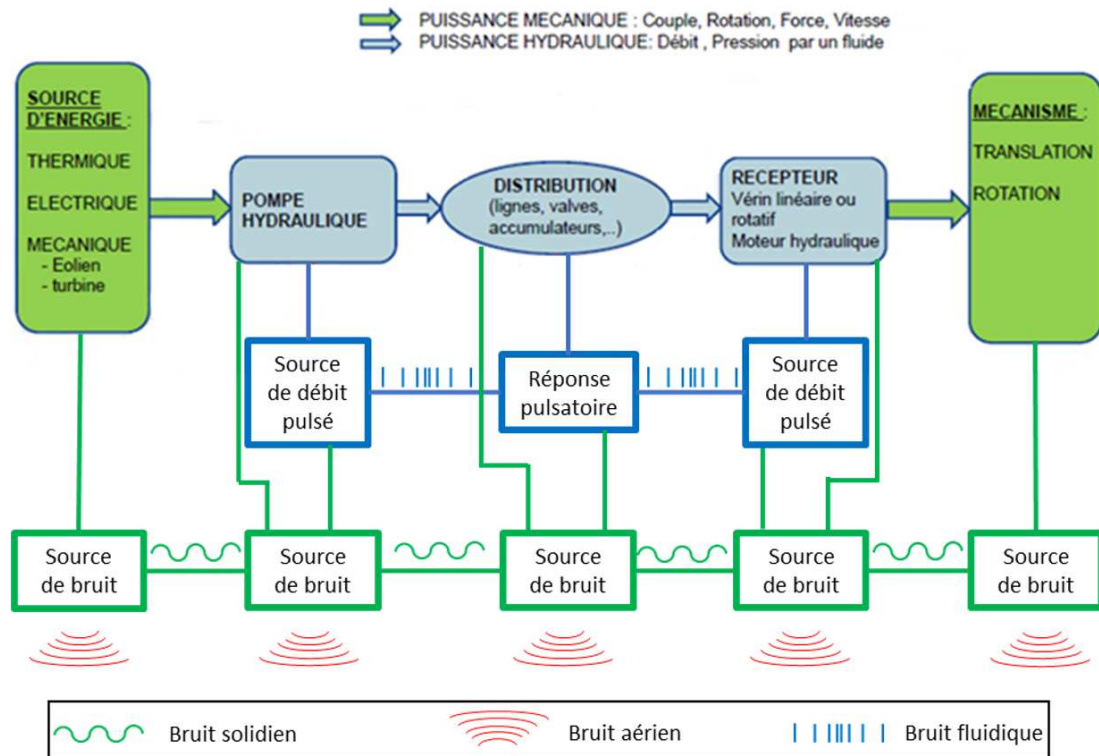 PUISSANCE MECANIQUE : Couple, Rotation, Force, Vitesse
PUISSANCE HYDRAULIQUE: Débit , Pression par un fluide
SOURCE
D'ENERGIE :
THERMIQUE
ELECTRIQUE
MECANIQUE
- Eolien
- turbine
POMPE
HYDRAULIQUE
DISTRIBUTION
(lignes, valves,
accumulateurs,..)
RECEPTEUR
Vérin linéaire ou
rotatif
Moteur hydraulique
MECANISME :
TRANSLATION
ROTATION
Source
de débit
pulsé
Réponse
pulsatoire
Source
de débit
pulsé
Source
de bruit
Source
de bruit
Source
de bruit
Source
de bruit
Source
de bruit
Bruit solidien
Bruit aérien
Bruit fluidique